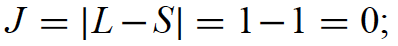 J = |L − S| = 1 − 1 = 0;